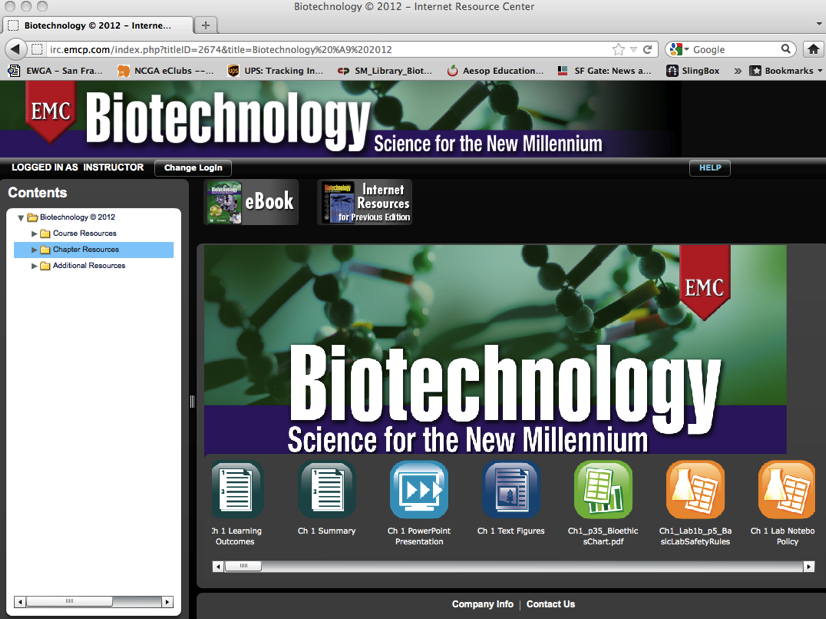 Biotechnology © 2012 – Internet Resource Center
Biotechnology © 2012 – Interne...
irc.emcp.com/index.php?titleID=2674&title=Biotechnology%20%A9%202012
Google
EWGA – San Fra...
NCGA eClubs --...
UPS: Tracking In...
SM_Library_Biot...
Aesop Education...
SF Gate: News a...
SlingBox
»
Bookmarks
EMC
Biotechnology
Science for the New Millennium
LOGGED IN AS INSTRUCTOR
Change Login
HELP
Contents
Biotechnology © 2012
Course Resources
Chapter Resources
Additional Resources
eBook
Internet
Resources
for Previous Edition
EMC
Biotechnology
Science for the New Millennium
Ch 1 Learning
Outcomes
Ch 1 Summary
Ch 1 PowerPoint
Presentation
Ch 1 Text Figures
Ch1_p35_Bioethic
sChart.pdf
Ch1_Lab1b_p5_Ba
sicLabSafetyRules
Ch 1 Lab Notebo
Policy
Company Info | Contact Us